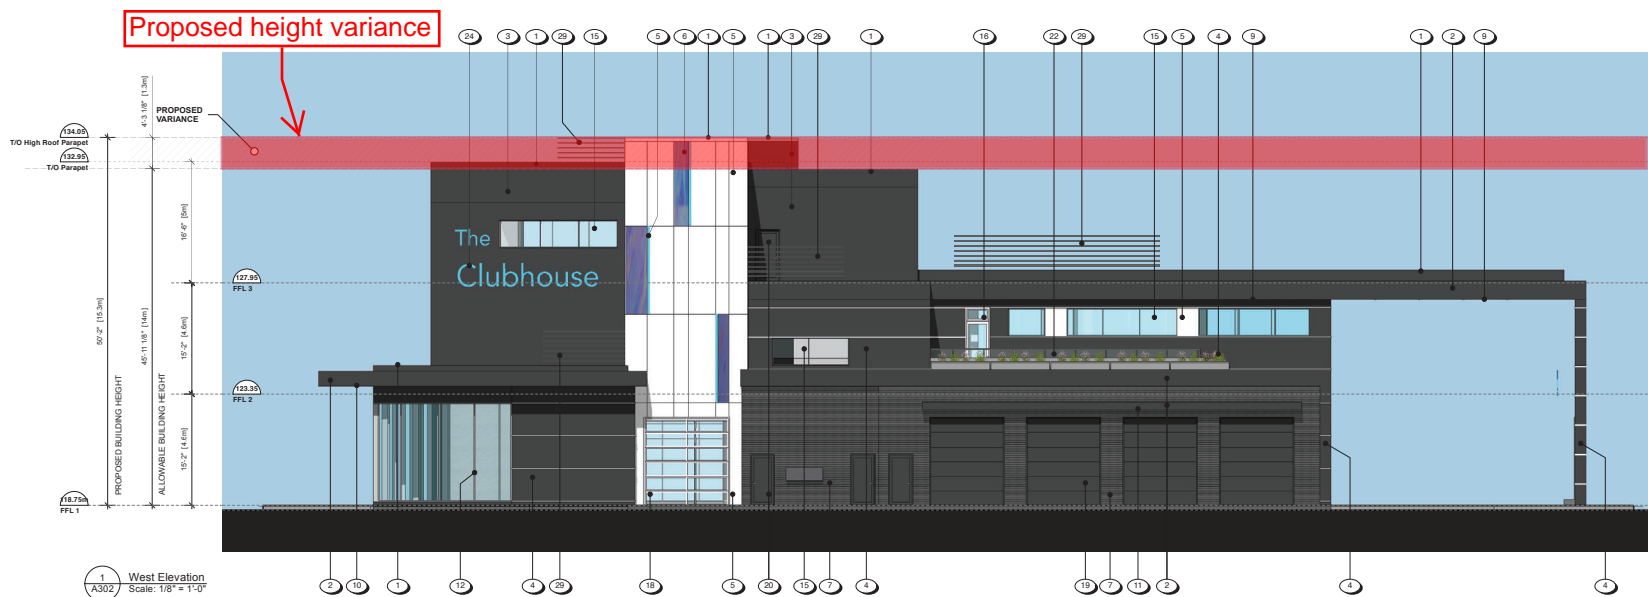 Proposed height variance
24 3 1 29 15 5 6 1 5 1 3 29 1 16 22 29 15 5 4 9 1 2 9
4'-3 1/8" [1.3m]
PROPOSED
VARIANCE
134.05
T/O High Roof Parapet
132.95
T/O Parapet
16'-6" [5m]
The
Clubhouse
127.95
FFL 3
50'-2" [15.3m]
45'-11 1/8" [14m]
15'-2" [4.6m]
123.35
FFL 2
PROPOSED BUILDING HEIGHT
ALLOWABLE BUILDING HEIGHT
15'-2" [4.6m]
118.75m
FFL 1
2 10 1 12 4 29 18 5 20 15 7 4 19 7 11 2 4 4
1
A302
West Elevation
Scale: 1/8" = 1'-0"